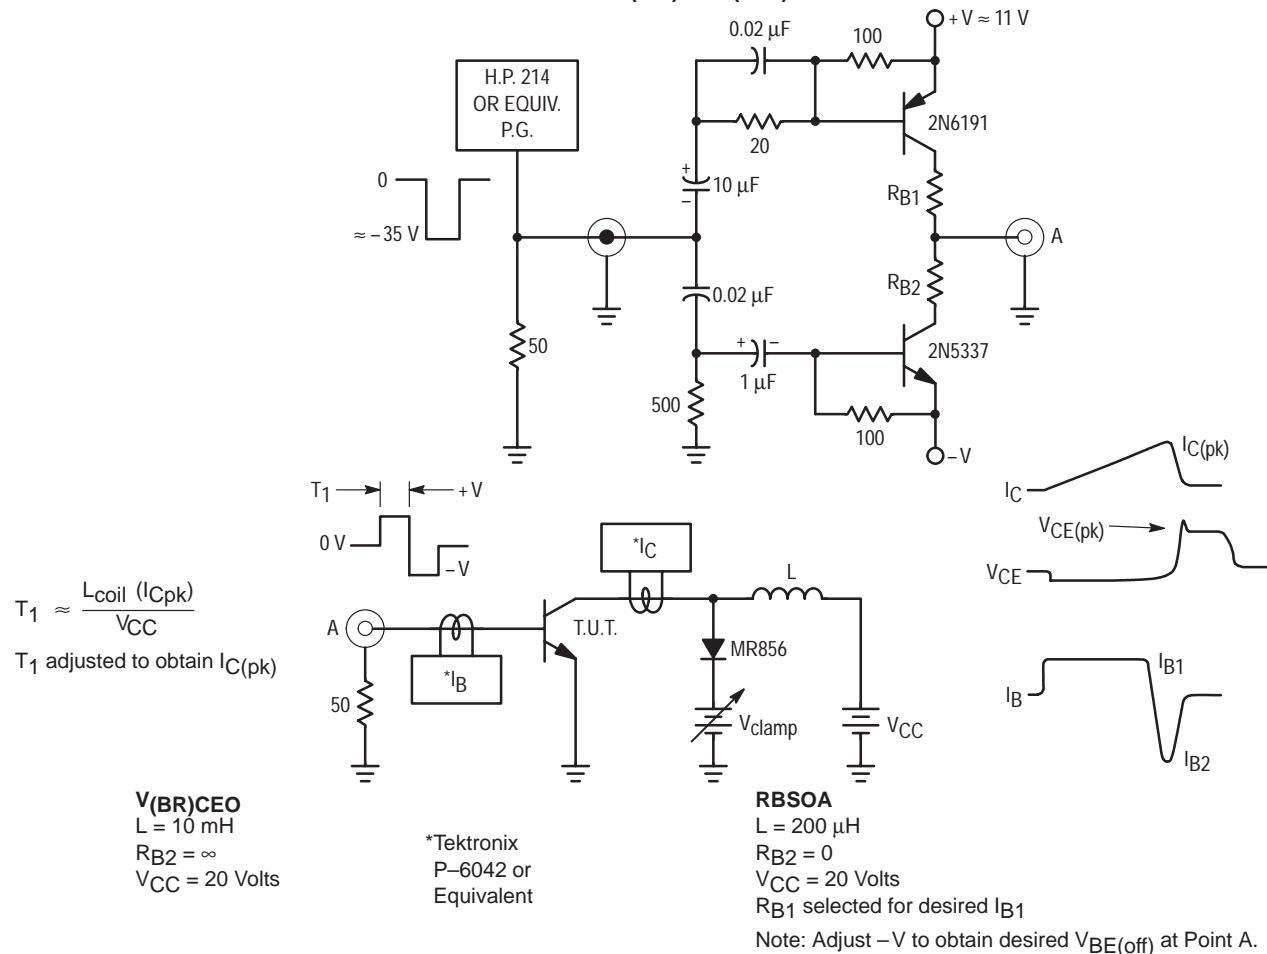 + V ≈ 11 V
0.02 μF
100
H.P. 214
OR EQUIV.
P.G.
2N6191
20
0
+
10 μF
–
RB1
≈ – 35 V
A
RB2
0.02 μF
50
+ –
2N5337
1 μF
500
100
– V
T1
+ V
0 V
– V
*IC
IC(pk)
IC
VCE(pk)
VCE
L
T1 ≈ Lcoil (ICpk)
VCC
A
T.U.T.
MR856
T1 adjusted to obtain IC(pk)
*IB
50
Vclamp
VCC
IB1
IB
IB2
V(BR)CEO
L = 10 mH
RB2 = ∞
VCC = 20 Volts
*Tektronix
P–6042 or
Equivalent
RBSOA
L = 200 μH
RB2 = 0
VCC = 20 Volts
RB1 selected for desired IB1
Note: Adjust – V to obtain desired VBE(off) at Point A.